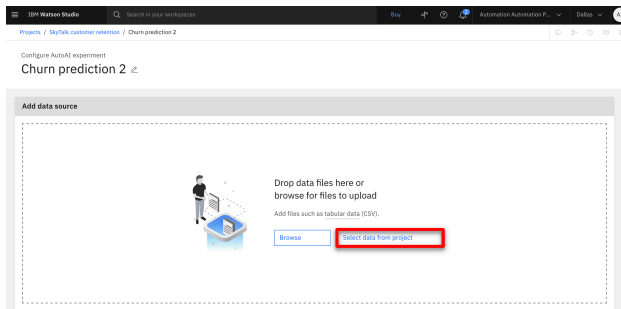 IBM Watson Studio
Search in your workspaces
Buy
2
Automation Automation P...
Dallas
A
Projects / SkyTalk customer retention / Churn prediction 2
Configure AutoAI experiment
Churn prediction 2
Add data source
Drop data files here or
browse for files to upload
Add files such as tabular data (CSV).
Browse
Select data from project